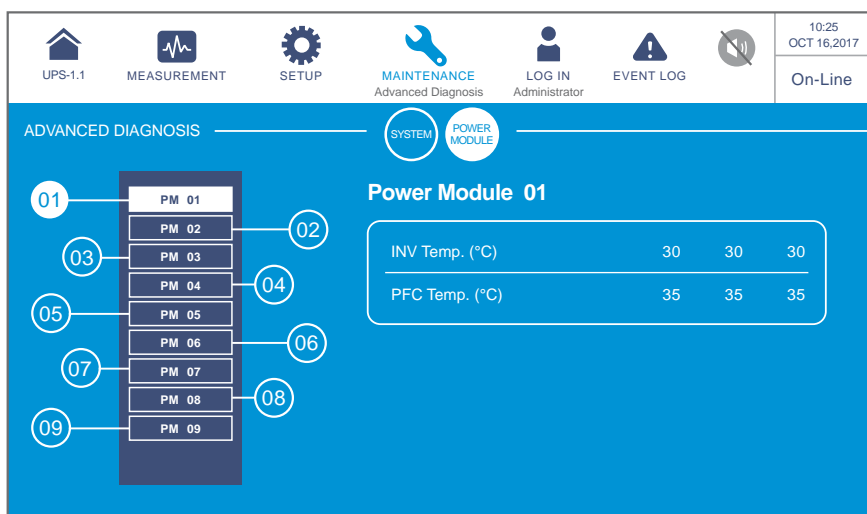 UPS-1.1
MEASUREMENT
SETUP
MAINTENANCE
Advanced Diagnosis
LOG IN
Administrator
EVENT LOG
10:25
OCT 16,2017
On-Line
ADVANCED DIAGNOSIS
SYSTEM
POWER
MODULE
01
PM 01
PM 02
02
03
PM 03
PM 04
04
05
PM 05
PM 06
06
07
PM 07
PM 08
08
09
PM 09
Power Module 01
INV Temp. (°C) 30 30 30
PFC Temp. (°C) 35 35 35